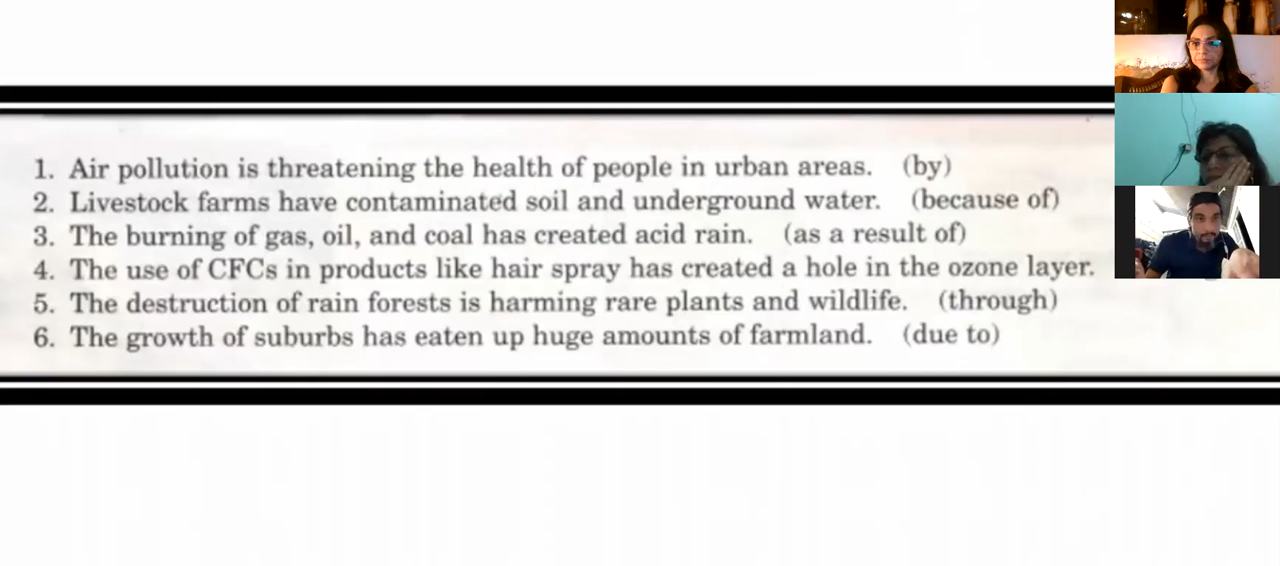 1. Air pollution is threatening the health of people in urban areas. (by)
2. Livestock farms have contaminated soil and underground water. (because of)
3. The burning of gas, oil, and coal has created acid rain. (as a result of)
4. The use of CFCs in products like hair spray has created a hole in the ozone layer.
5. The destruction of rain forests is harming rare plants and wildlife. (through)
6. The growth of suburbs has eaten up huge amounts of farmland. (due to)